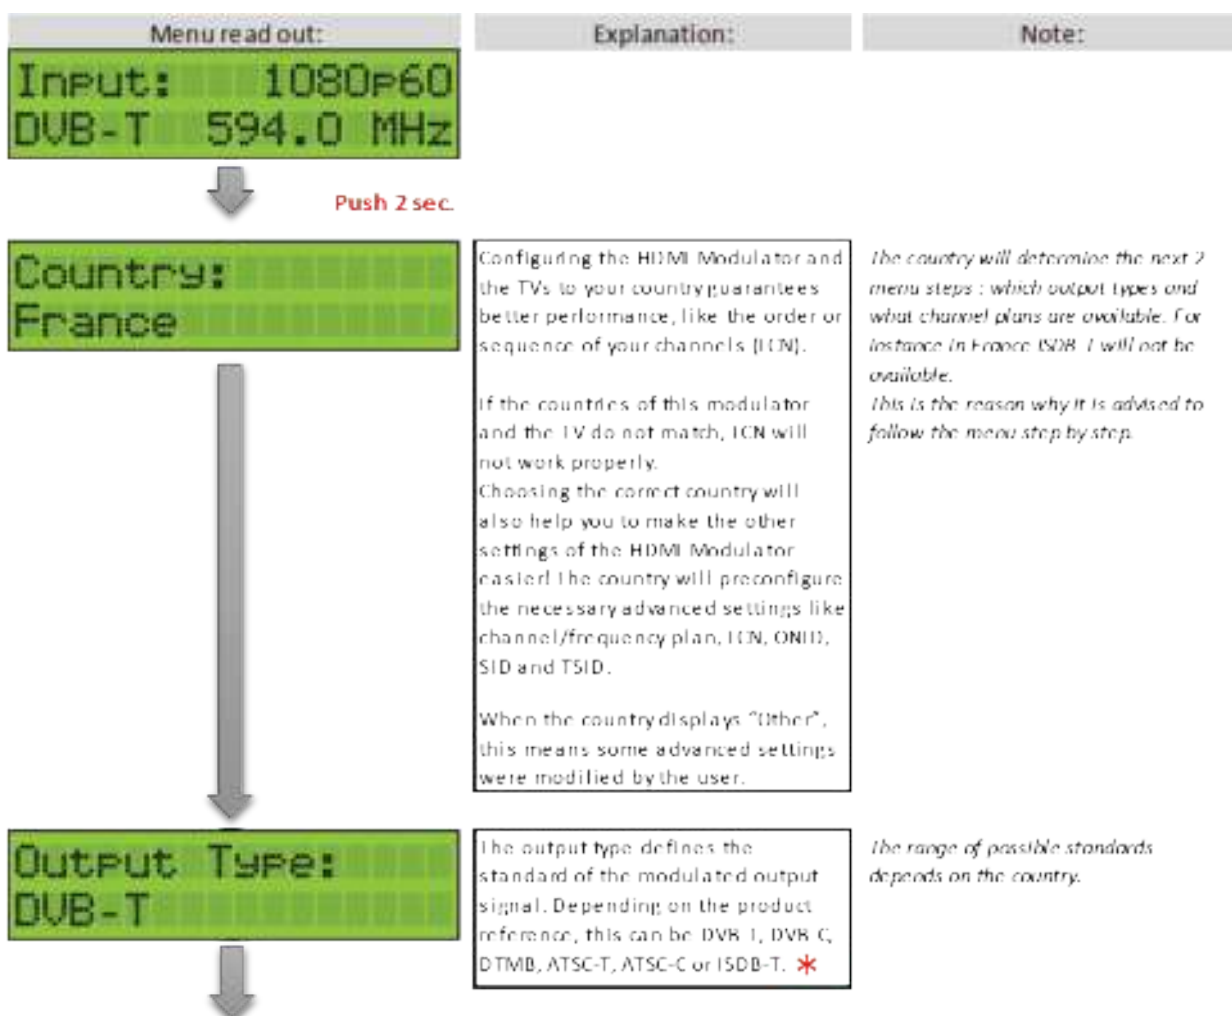 Menu read out:
Explanation:
Note:
Input: 1080p60
DVB-T 594.0 MHz
Push 2 sec.
Country:
France
Configuring the HDMI Modulator and
the TVs to your country guarantees
better performance, like the order or
sequence of your channels (LCN).
If the countries of this modulator
and the TV do not match, LCN will
not work properly.
Choosing the correct country will
also help you to make the other
settings of the HDMI Modulator
easier! The country will preconfigure
the necessary advanced settings like
channel/frequency plan, LCN, ONID,
SID and TSID.
When the country displays “Other”,
this means some advanced settings
were modified by the user.
The country will determine the next 2
menu steps : which output types and
what channel plans are available. For
instance in France ISDB-T will not be
available.
This is the reason why it is advised to
follow the menu step by step.
Output Type:
DVB-T
The output type defines the
standard of the modulated output
signal. Depending on the product
reference, this can be DVB-T, DVB-C,
DTMB, ATSC-T, ATSC-C or ISDB-T. *
The range of possible standards
depends on the country.